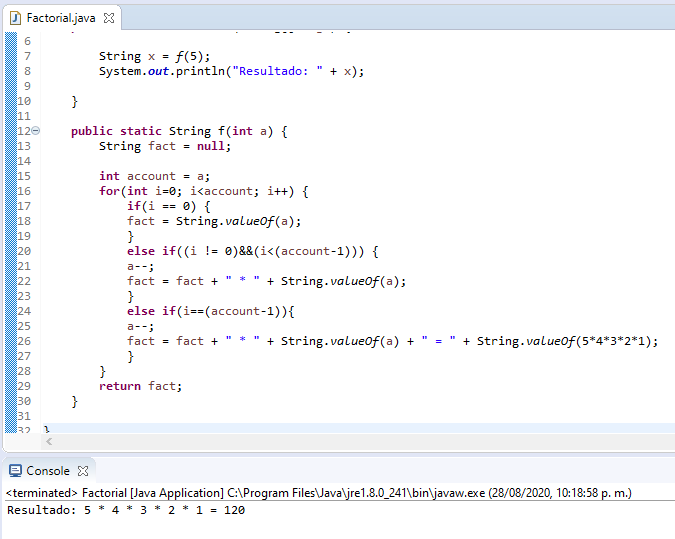 Factorial.java
6
7 String x = f(5);
8 System.out.println("Resultado: " + x);
9
10 }
11
12 public static String f(int a) {
13 String fact = null;
14
15 int account = a;
16 for(int i=0; i<account; i++) {
17 if(i == 0) {
18 fact = String.valueOf(a);
19 }
20 else if((i != 0)&&(i<(account-1))) {
21 a--;
22 fact = fact + " * " + String.valueOf(a);
23 }
24 else if(i==(account-1)){
25 a--;
26 fact = fact + " * " + String.valueOf(a) + " = " + String.valueOf(5*4*3*2*1);
27 }
28 }
29 return fact;
30 }
31
32 }
Console
<terminated> Factorial [Java Application] C:\Program Files\Java\jre1.8.0_241\bin\javaw.exe (28/08/2020, 10:18:58 p. m.)
Resultado: 5 * 4 * 3 * 2 * 1 = 120